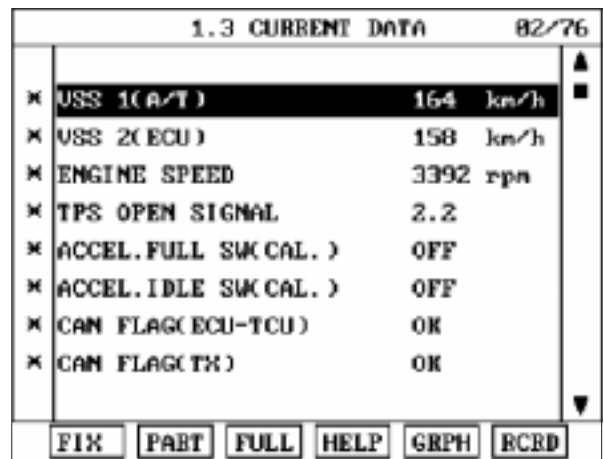 1.3 CURRENT DATA 02/76
* VSS 1(A/T) 164 km/h
* VSS 2(ECU) 158 km/h
* ENGINE SPEED 3392 rpm
* TPS OPEN SIGNAL 2.2
* ACCEL.FULL SW(CAL.) OFF
* ACCEL.IDLE SW(CAL.) OFF
* CAN FLAG(ECU-TCU) OK
* CAN FLAG(TX) OK
FIX PART FULL HELP GRPH RCRD